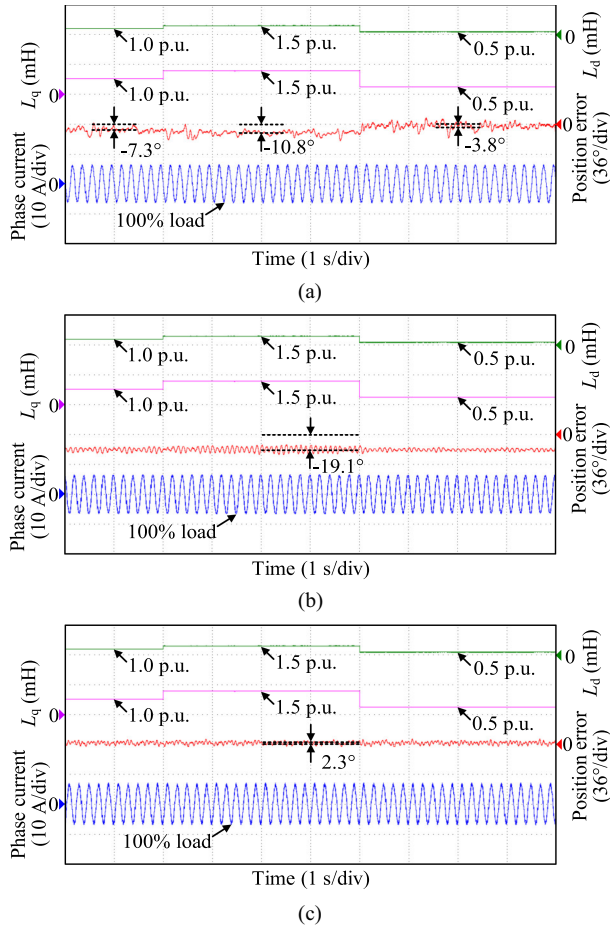 1.0 p.u.
1.5 p.u.
0.5 p.u.
0
L_d (mH)
L_q (mH)
0
1.0 p.u.
1.5 p.u.
0.5 p.u.
-7.3°
-10.8°
-3.8°
0
Position error
(36°/div)
Phase current
(10 A/div)
0
100% load
Time (1 s/div)
(a)
1.0 p.u.
1.5 p.u.
0.5 p.u.
0
L_d (mH)
L_q (mH)
0
1.0 p.u.
1.5 p.u.
0.5 p.u.
-19.1°
0
Position error
(36°/div)
Phase current
(10 A/div)
0
100% load
Time (1 s/div)
(b)
1.0 p.u.
1.5 p.u.
0.5 p.u.
0
L_d (mH)
L_q (mH)
0
1.0 p.u.
1.5 p.u.
0.5 p.u.
2.3°
0
Position error
(36°/div)
Phase current
(10 A/div)
0
100% load
Time (1 s/div)
(c)